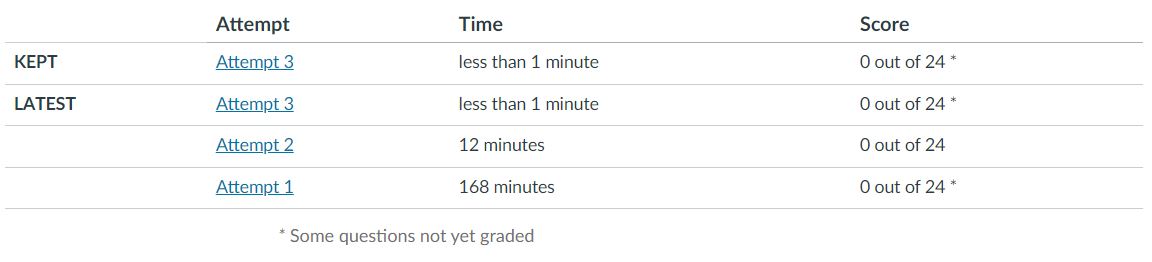 Attempt Time Score
KEPT Attempt 3 less than 1 minute 0 out of 24 *
LATEST Attempt 3 less than 1 minute 0 out of 24 *
Attempt 2 12 minutes 0 out of 24
Attempt 1 168 minutes 0 out of 24 *
* Some questions not yet graded